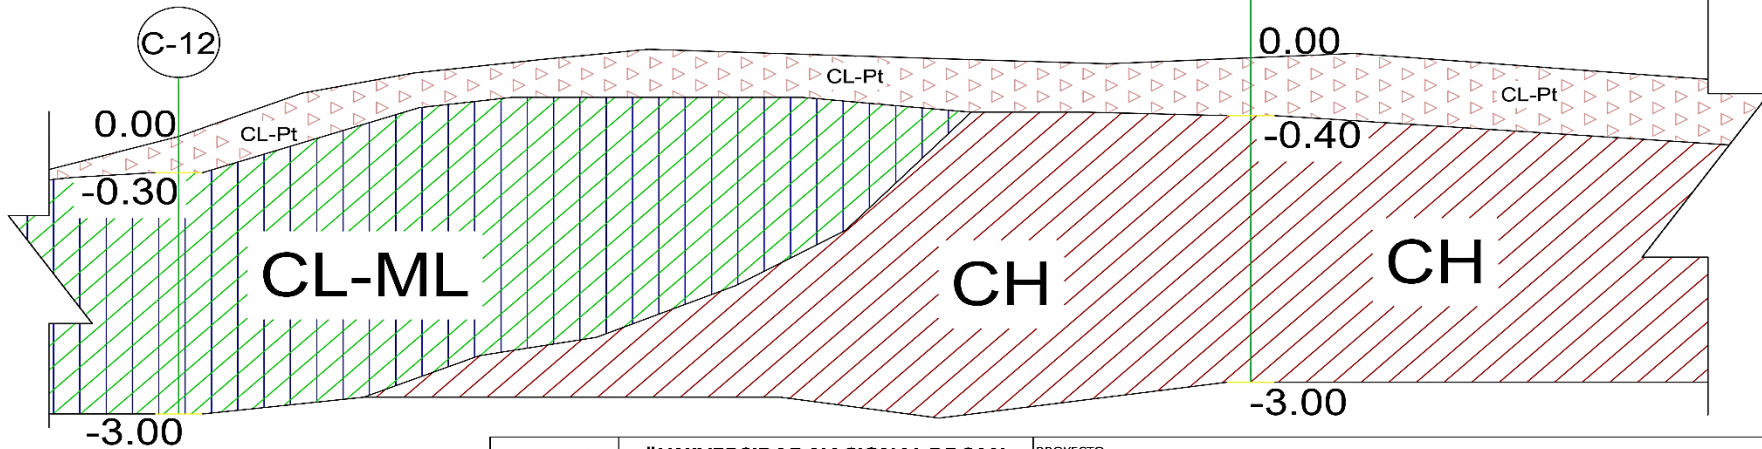 C-12
0.00
CL-Pt
CL-Pt
0.00
CL-Pt
-0.30
-0.40
CL-ML
CH
CH
-3.00
-3.00
PROYECTO